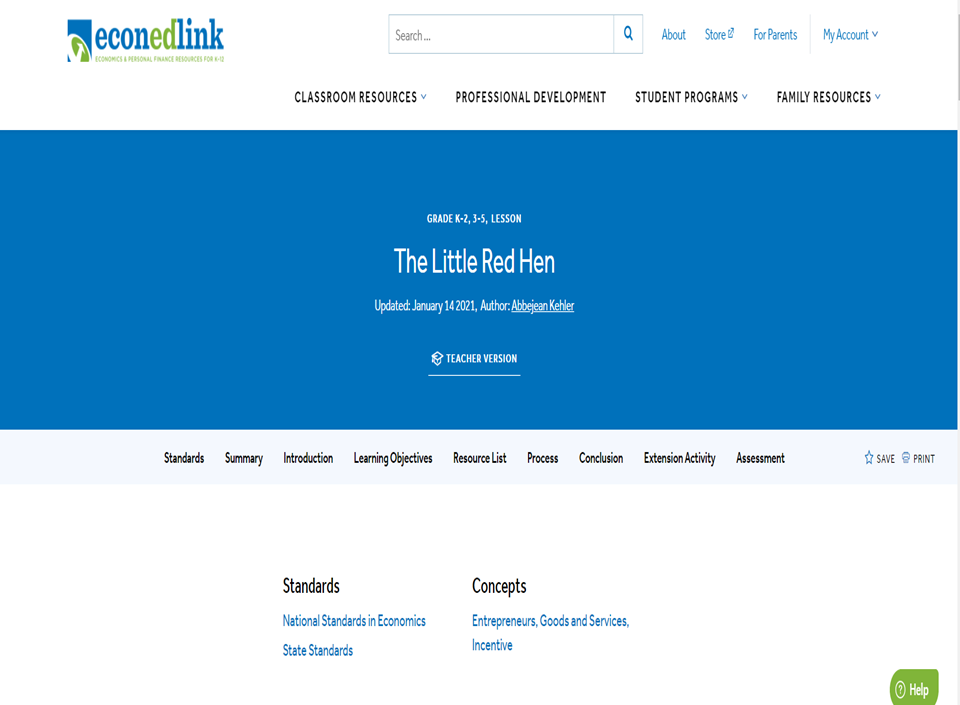 econedlink
ECONOMICS & PERSONAL FINANCE RESOURCES FOR K-12
Search ...
About
Store
For Parents
My Account
CLASSROOM RESOURCES
PROFESSIONAL DEVELOPMENT
STUDENT PROGRAMS
FAMILY RESOURCES
GRADE K-2, 3-5, LESSON
The Little Red Hen
Updated: January 14 2021, Author: Abbejean Kehler
TEACHER VERSION
Standards
Summary
Introduction
Learning Objectives
Resource List
Process
Conclusion
Extension Activity
Assessment
SAVE
PRINT
Standards
National Standards in Economics
State Standards
Concepts
Entrepreneurs, Goods and Services,
Incentive
? Help